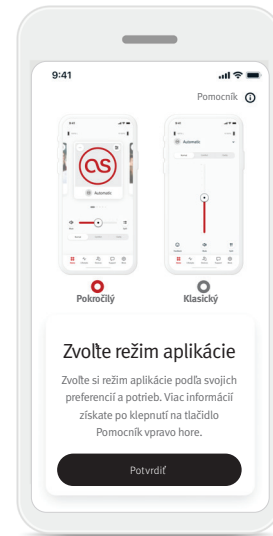 9:41
Pomocník
Automatic
Automatic
Pokročilý
Klasický
Zvoľte režim aplikácie
Zvoľte si režim aplikácie podľa svojich
preferencií a potrieb. Viac informácií
získate po klepnutí na tlačidlo
Pomocník vpravo hore.
Potvrdiť